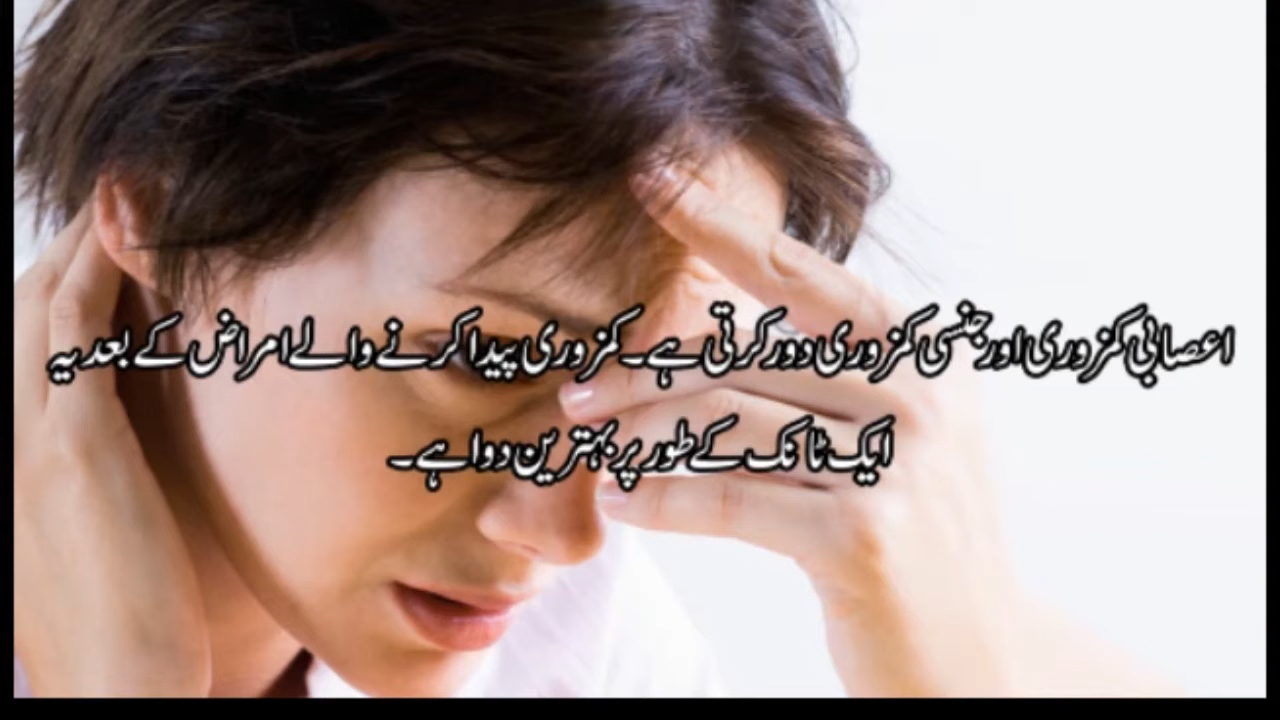 اعصابی کمزوری اور جنسی کمزوری دور کرتی ہے۔ کمزوری پیدا کرنے والے امراض کے بعد یہ
ایک ٹانک کے طور پر بہترین دوا ہے۔